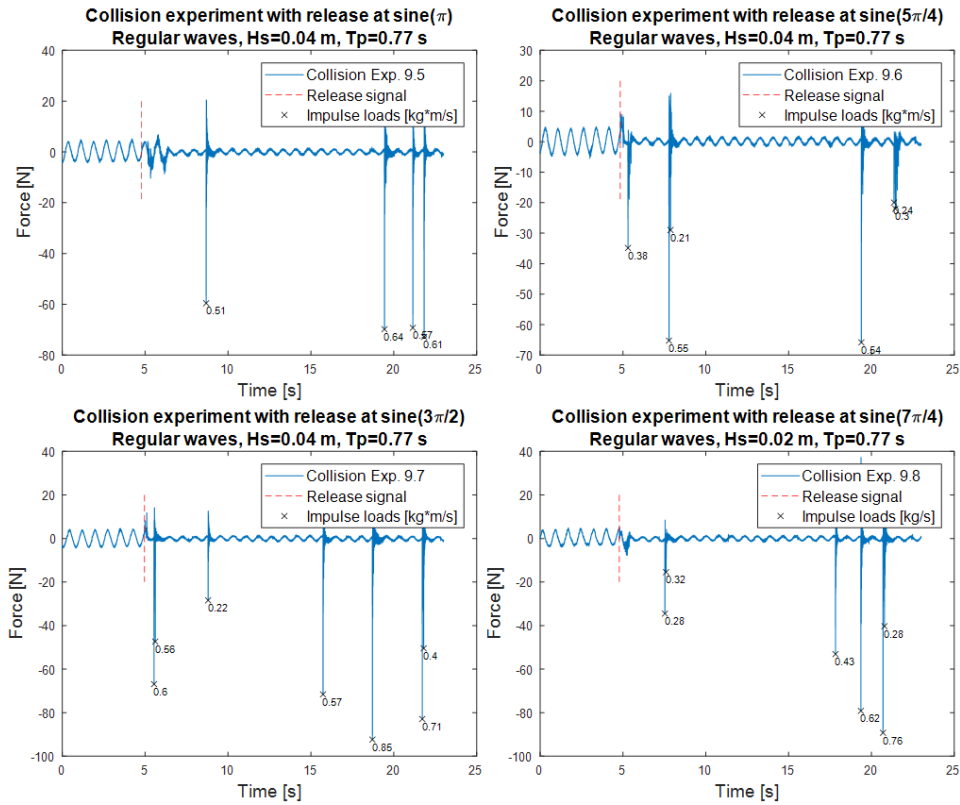 Collision experiment with release at sine(π)
Regular waves, Hs=0.04 m, Tp=0.77 s
Collision Exp. 9.5
Release signal
Impulse loads [kg*m/s]
40
20
0
-20
-40
-60
-80
Force [N]
0.51
0.64
0.57
0.61
0 5 10 15 20 25
Time [s]
Collision experiment with release at sine(5π/4)
Regular waves, Hs=0.04 m, Tp=0.77 s
Collision Exp. 9.6
Release signal
Impulse loads [kg*m/s]
30
20
10
0
-10
-20
-30
-40
-50
-60
-70
Force [N]
0.38
0.21
0.55
0.54
0.24
0.3
0 5 10 15 20 25
Time [s]
Collision experiment with release at sine(3π/2)
Regular waves, Hs=0.04 m, Tp=0.77 s
Collision Exp. 9.7
Release signal
Impulse loads [kg*m/s]
40
20
0
-20
-40
-60
-80
-100
Force [N]
0.56
0.6
0.22
0.57
0.85
0.4
0.71
0 5 10 15 20 25
Time [s]
Collision experiment with release at sine(7π/4)
Regular waves, Hs=0.02 m, Tp=0.77 s
Collision Exp. 9.8
Release signal
Impulse loads [kg/s]
40
20
0
-20
-40
-60
-80
-100
Force [N]
0.32
0.28
0.43
0.62
0.28
0.76
0 5 10 15 20 25
Time [s]